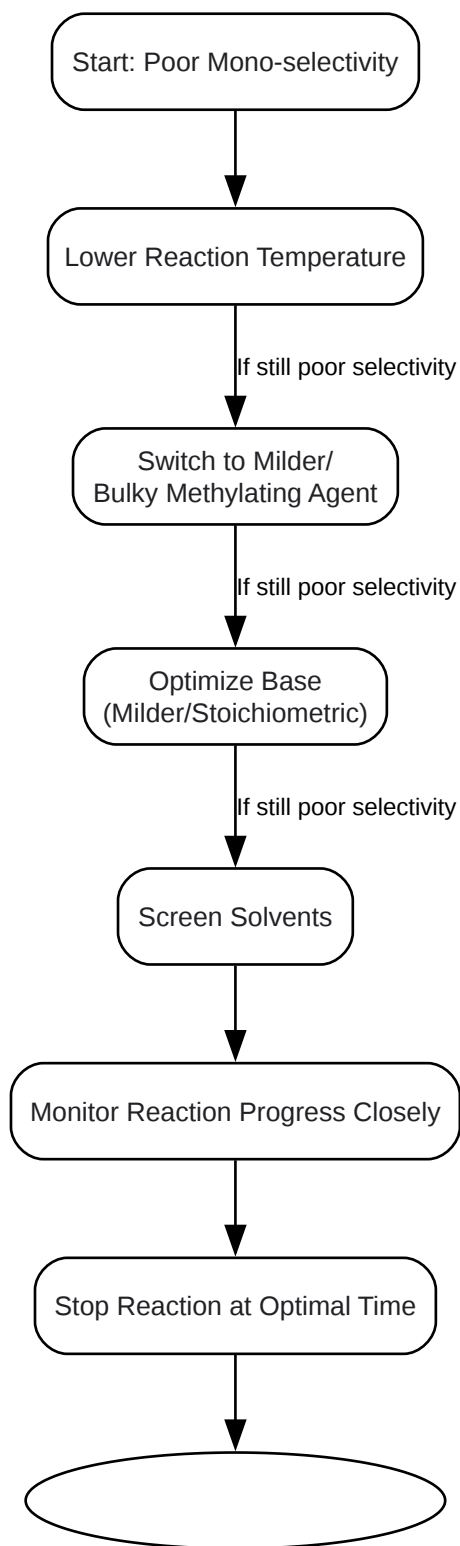 Start: Poor Mono-selectivity
Lower Reaction Temperature
If still poor selectivity
Switch to Milder/
Bulky Methylating Agent
If still poor selectivity
Optimize Base
(Milder/Stoichiometric)
If still poor selectivity
Screen Solvents
Monitor Reaction Progress Closely
Stop Reaction at Optimal Time